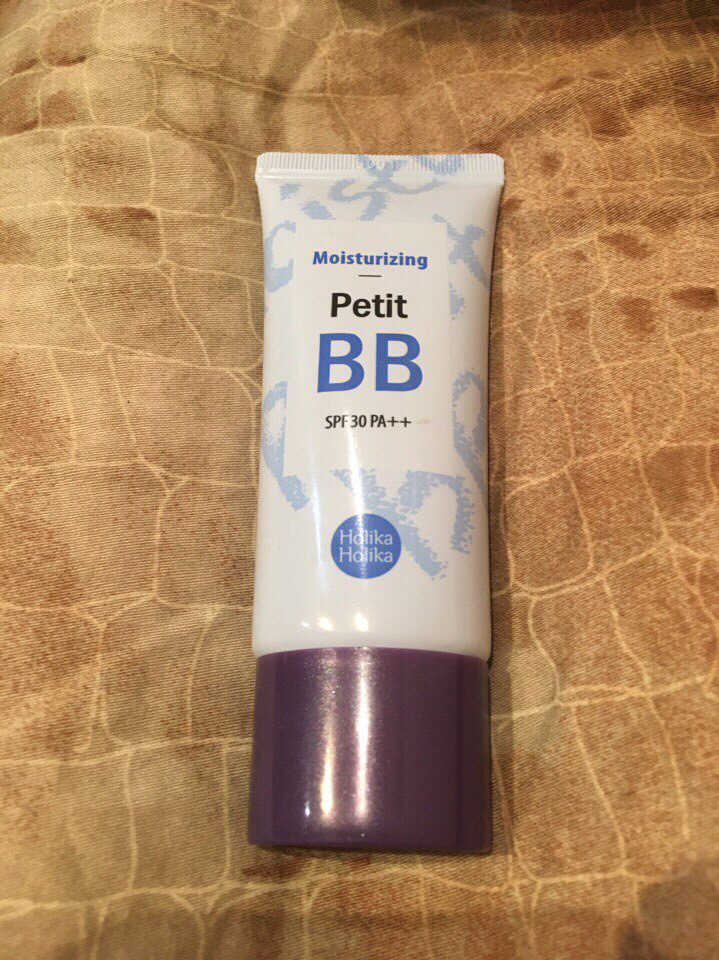 Moisturizing
Petit
BB
SPF30 PA++
Holika
Holika